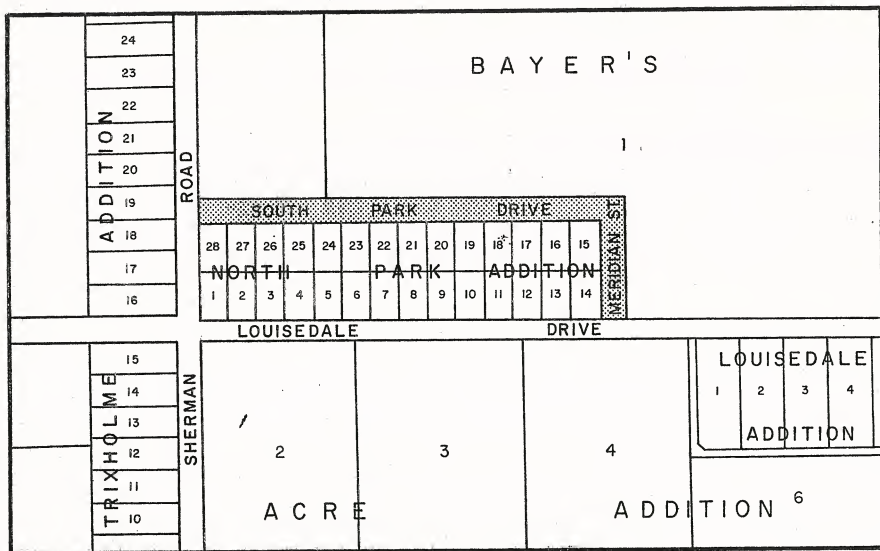 24
23
22
21
20
19
18
17
16
ADDITION
ROAD
BAYER'S
1
SOUTH PARK DRIVE
MERIDIAN ST.
28 27 26 25 24 23 22 21 20 19 18 17 16 15
NORTH PARK ADDITION
1 2 3 4 5 6 7 8 9 10 11 12 13 14
LOUISEDALE DRIVE
15
14
13
12
11
10
TRIXHOLME
SHERMAN
2 3 4
LOUISEDALE
1 2 3 4
ADDITION
ACRE ADDITION
6